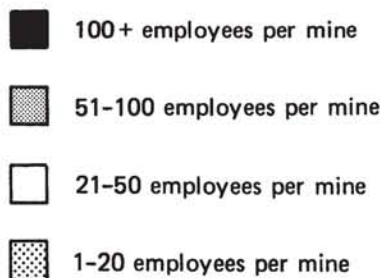 100+ employees per mine
51-100 employees per mine
21-50 employees per mine
1-20 employees per mine